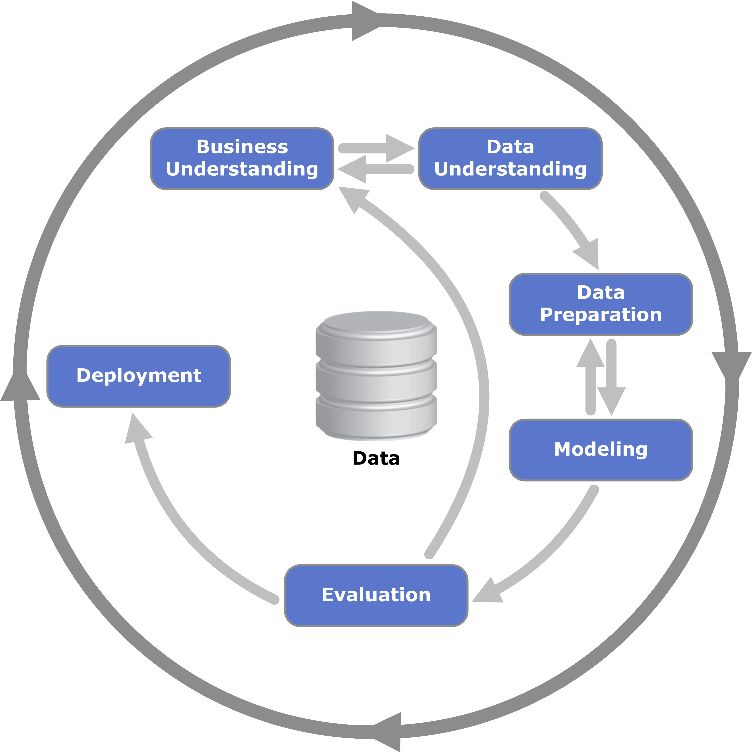 Business
Understanding
Data
Understanding
Data
Preparation
Modeling
Evaluation
Deployment
Data